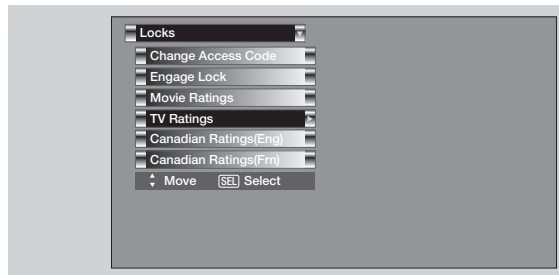 Locks
Change Access Code
Engage Lock
Movie Ratings
TV Ratings
Canadian Ratings(Eng)
Canadian Ratings(Frn)
Move SEL Select